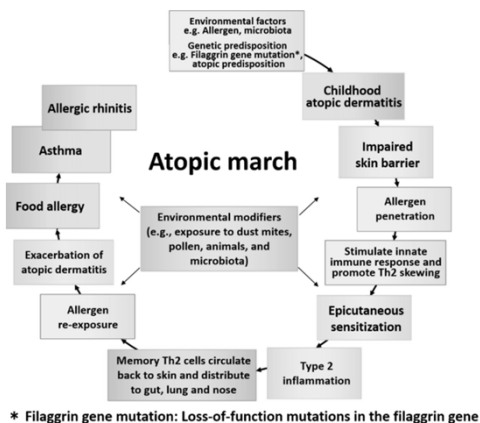 Environmental factors
e.g. Allergen, microbiota
Genetic predisposition
e.g. Filaggrin gene mutation*,
atopic predisposition
Childhood
atopic dermatitis
Impaired
skin barrier
Allergen
penetration
Stimulate innate
immune response and
promote Th2 skewing
Epicutaneous
sensitization
Type 2
inflammation
Memory Th2 cells circulate
back to skin and distribute
to gut, lung and nose
Allergen
re-exposure
Exacerbation of
atopic dermatitis
Food allergy
Asthma
Allergic rhinitis
Atopic march
Environmental modifiers
(e.g., exposure to dust mites,
pollen, animals, and
microbiota)
* Filaggrin gene mutation: Loss-of-function mutations in the filaggrin gene